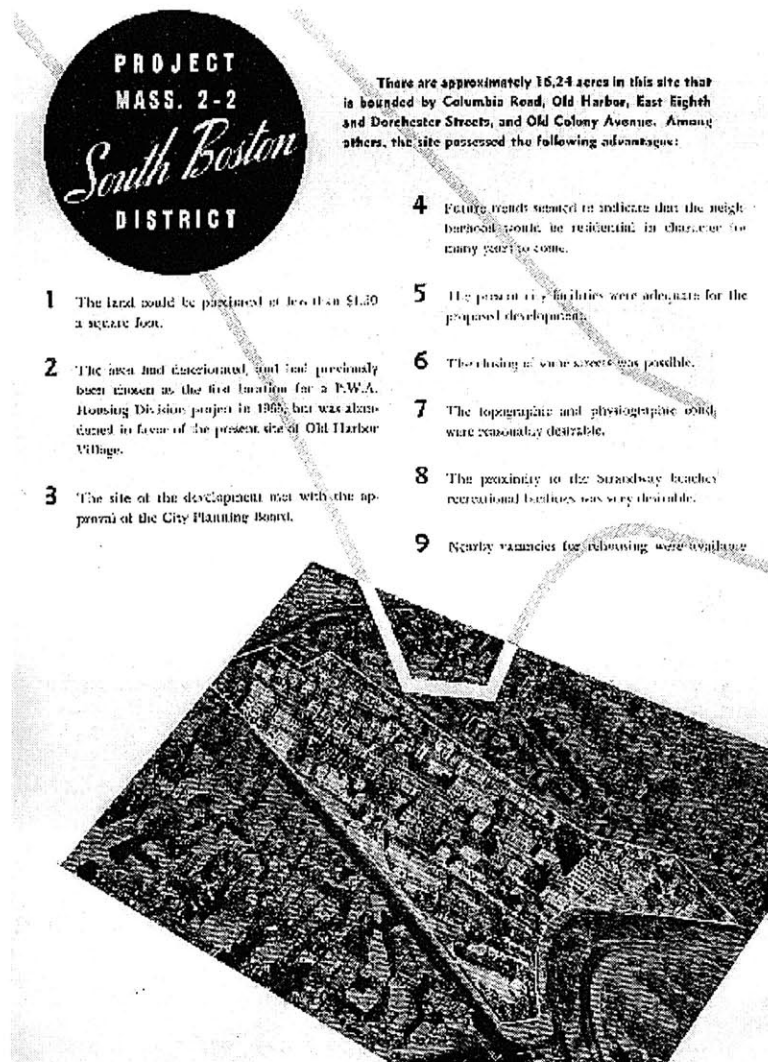 PROJECT
MASS. 2-2
South Boston
DISTRICT
There are approximately 16.24 acres in this site that
is bounded by Columbia Road, Old Harbor, East Eighth
and Dorchester Streets, and Old Colony Avenue. Among
others, the site possessed the following advantages:
1 The land could be purchased at less than $1.20
a square foot.
2 The area had deteriorated, and had previously
been chosen as the first location for a P.W.A.
Housing Division project in 1935, but was aban-
doned in favor of the present site of Old Harbor
Village.
3 The site of the development met with the ap-
proval of the City Planning Board.
4 Future trends seemed to indicate that the neigh-
borhood would be residential in character for
many years to come.
5 The present city facilities were adequate for the
proposed development.
6 The closing of some streets was possible.
7 The topographic and physiographic cond
were reasonably desirable.
8 The proximity to the Strandway beaches
recreational facilities was very desirable.
9 Nearby vacancies for rehousing were available